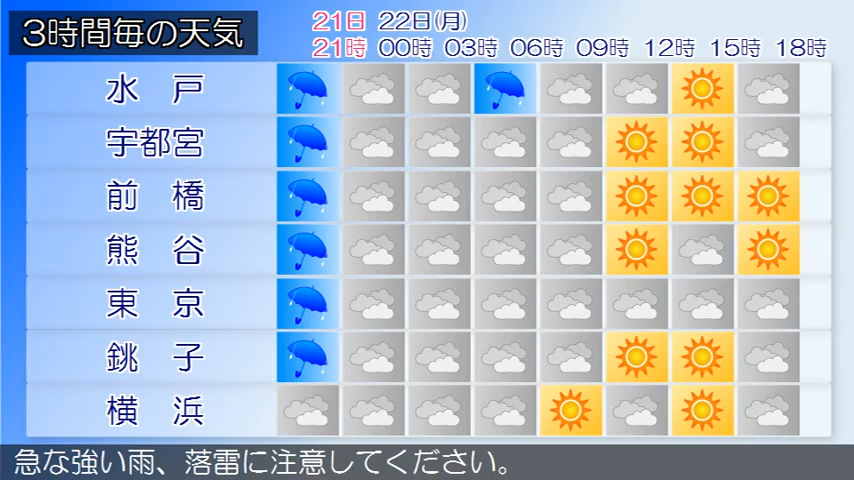 3時間毎の天気
21日 22日(月)
21時 00時 03時 06時 09時 12時 15時 18時
水 戸
宇都宮
前 橋
熊 谷
東 京
銚 子
横 浜
急な強い雨、落雷に注意してください。